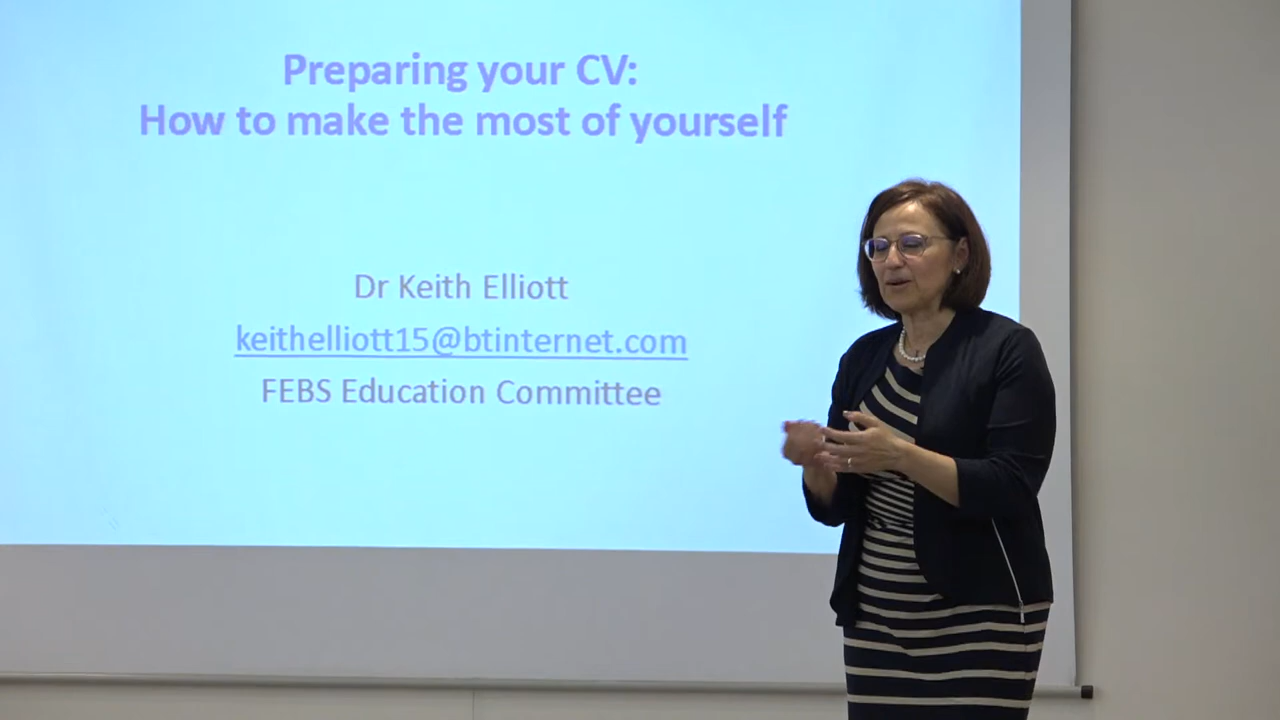 Preparing your CV:
How to make the most of yourself
Dr Keith Elliott
keithelliott15@btinternet.com
FEBS Education Committee